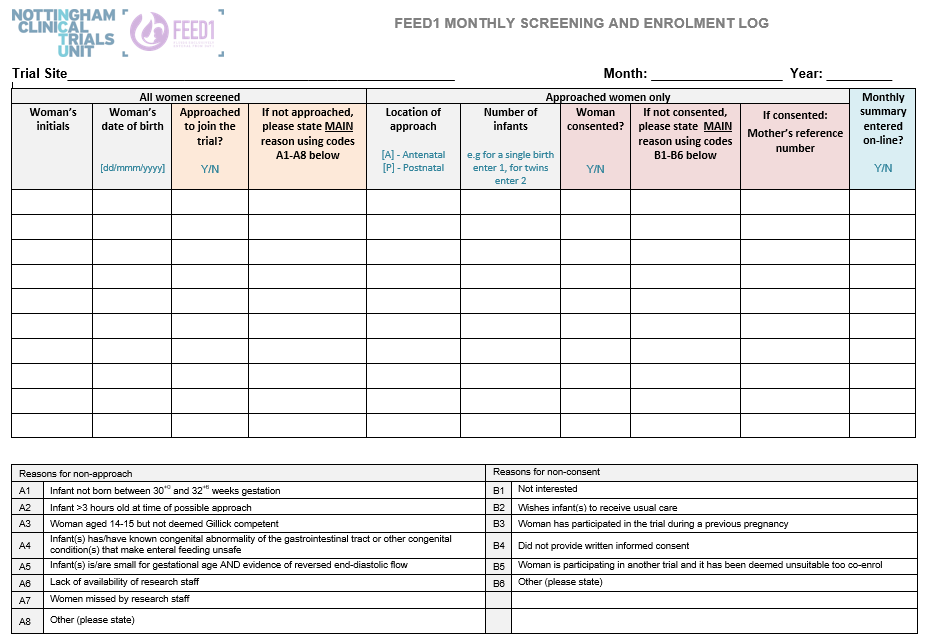 NOTTINGHAM
CLINICAL
TRIALS
UNIT
FEED1
FEED1 MONTHLY SCREENING AND ENROLMENT LOG
Trial Site
Month:
Year:
All women screened
Approached women only
Monthly
summary
entered
on-line?
Y/N
Woman's
initials
Woman's
date of birth
[dd/mmm/yyyy]
Approached
to join the
trial?
Y/N
If not approached,
please state MAIN
reason using codes
A1-A8 below
Location of
approach
[A] - Antenatal
[P] - Postnatal
Number of
infants
e.g for a single birth
enter 1, for twins
enter 2
Woman
consented?
Y/N
If not consented,
please state MAIN
reason using codes
B1-B6 below
If consented:
Mother's reference
number
Reasons for non-approach
Reasons for non-consent
A1 Infant not born between 30+0 and 32+6 weeks gestation
B1 Not interested
A2 Infant >3 hours old at time of possible approach
B2 Wishes infant(s) to receive usual care
A3 Woman aged 14-15 but not deemed Gillick competent
B3 Woman has participated in the trial during a previous pregnancy
A4 Infant(s) has/have known congenital abnormality of the gastrointestinal tract or other congenital
condition(s) that make enteral feeding unsafe
B4 Did not provide written informed consent
A5 Infant(s) is/are small for gestational age AND evidence of reversed end-diastolic flow
B5 Woman is participating in another trial and it has been deemed unsuitable too co-enrol
A6 Lack of availability of research staff
B6 Other (please state)
A7 Women missed by research staff
A8 Other (please state)